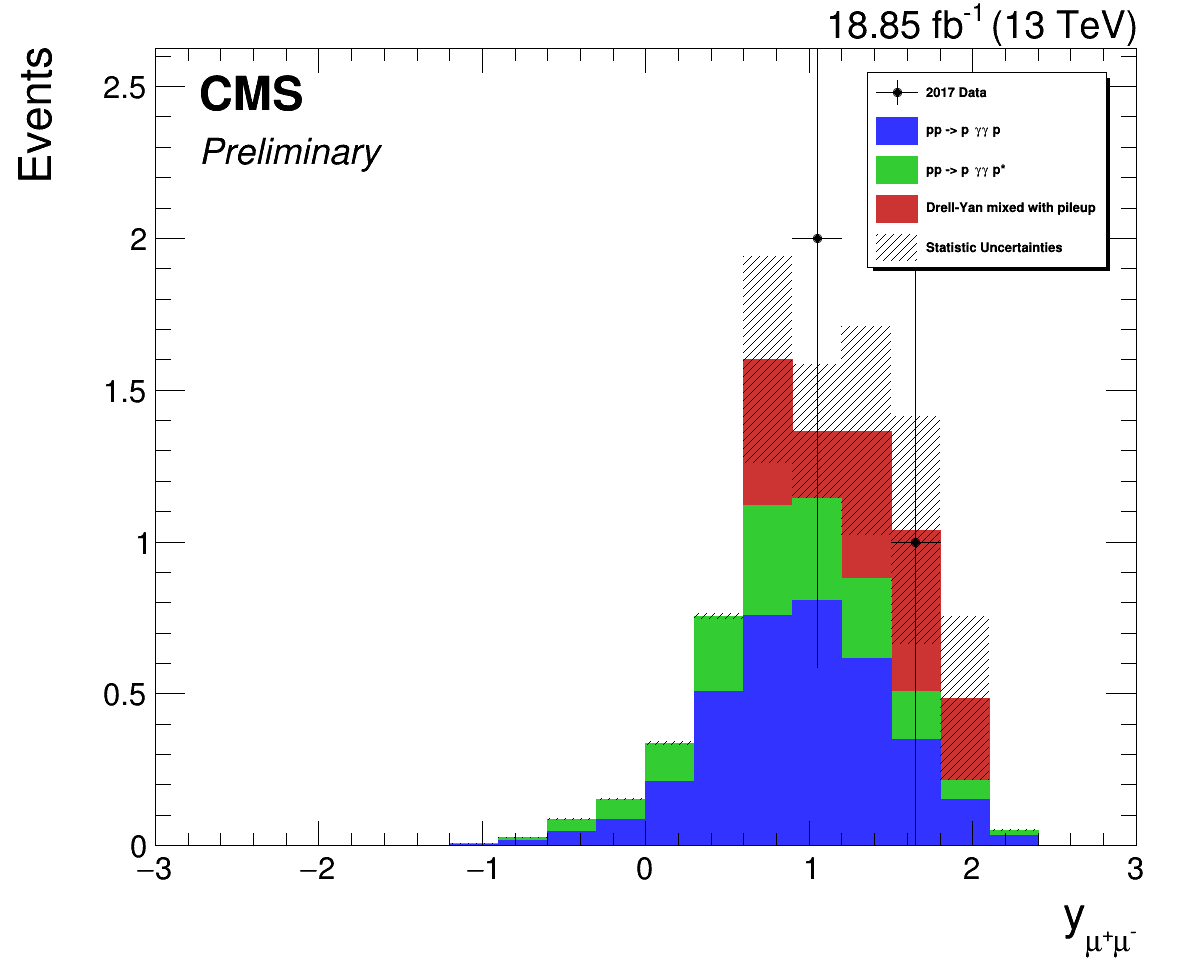 18.85 fb-1 (13 TeV)
Events
CMS
Preliminary
2017 Data
pp -> p γγ p
pp -> p γγ p*
Drell-Yan mixed with pileup
Statistic Uncertainties
2.5
2
1.5
1
0.5
0
−3 −2 −1 0 1 2 3
yμ+μ-